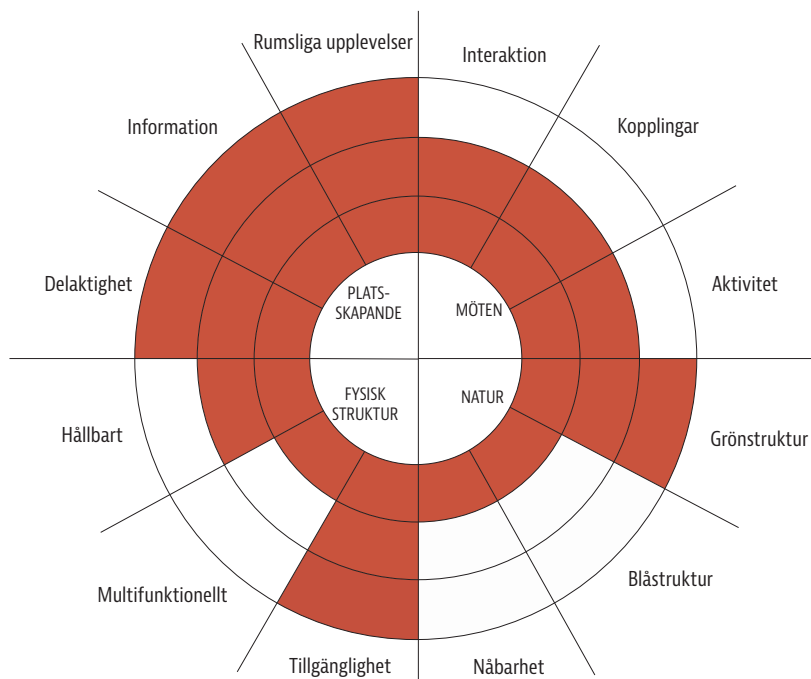 Rumsliga upplevelser
Interaktion
Information
Kopplingar
Delaktighet
Aktivitet
PLATS-
SKAPANDE
MÖTEN
FYSISK
STRUKTUR
NATUR
Hållbart
Grönstruktur
Multifunktionellt
Blåstruktur
Tillgänglighet
Nåbarhet